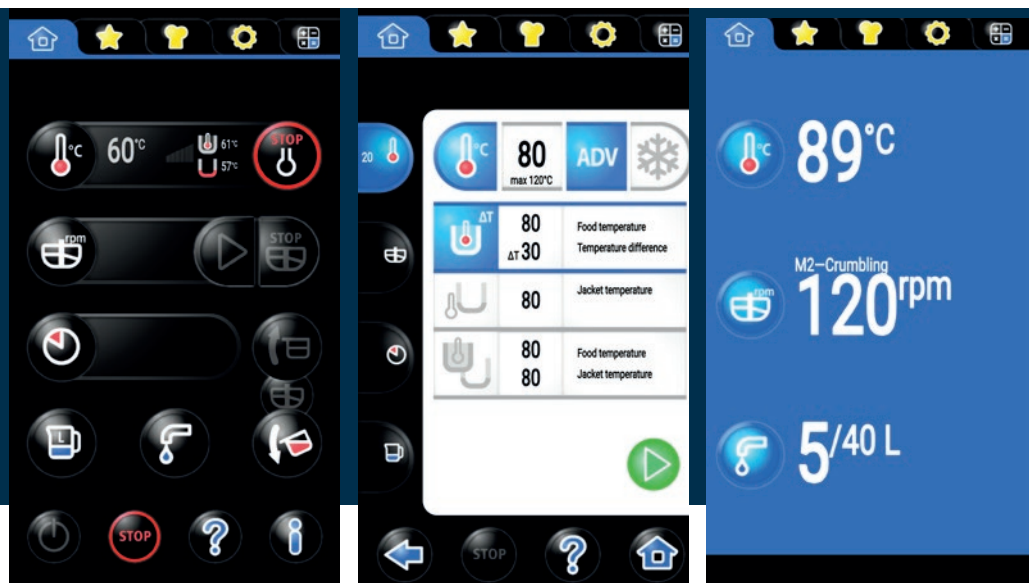 °C
60°C
61°C
57°C
STOP
rpm
STOP
L
STOP
20
°C
80
max 120°C
ADV
ΔT
80
Food temperature
ΔT 30
Temperature difference
80
Jacket temperature
80
Food temperature
80
Jacket temperature
STOP
°C
89°C
M2–Crumbling
rpm
120rpm
5/40 L